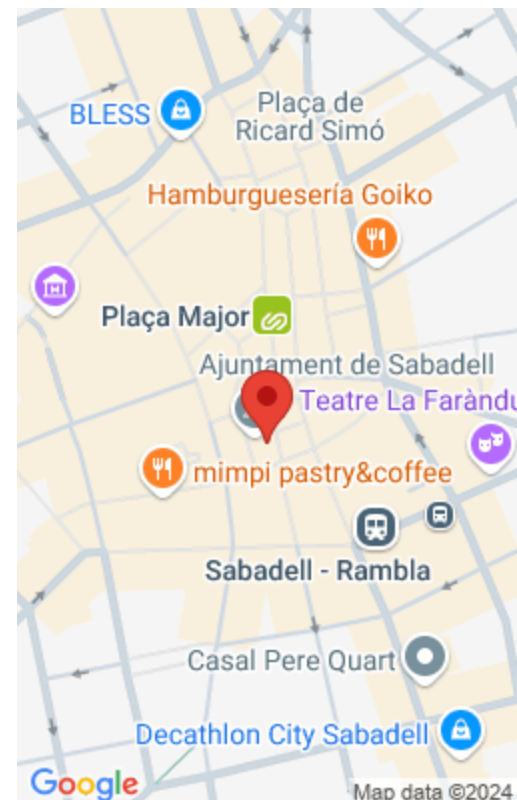 BLESS
Plaça de
Ricard Simó
Hamburguesería Goiko
Plaça Major
Ajuntament de Sabadell
Teatre La Faràndu
mimpi pastry&coffee
Sabadell - Rambla
Casal Pere Quart
Decathlon City Sabadell
Google
Map data ©2024